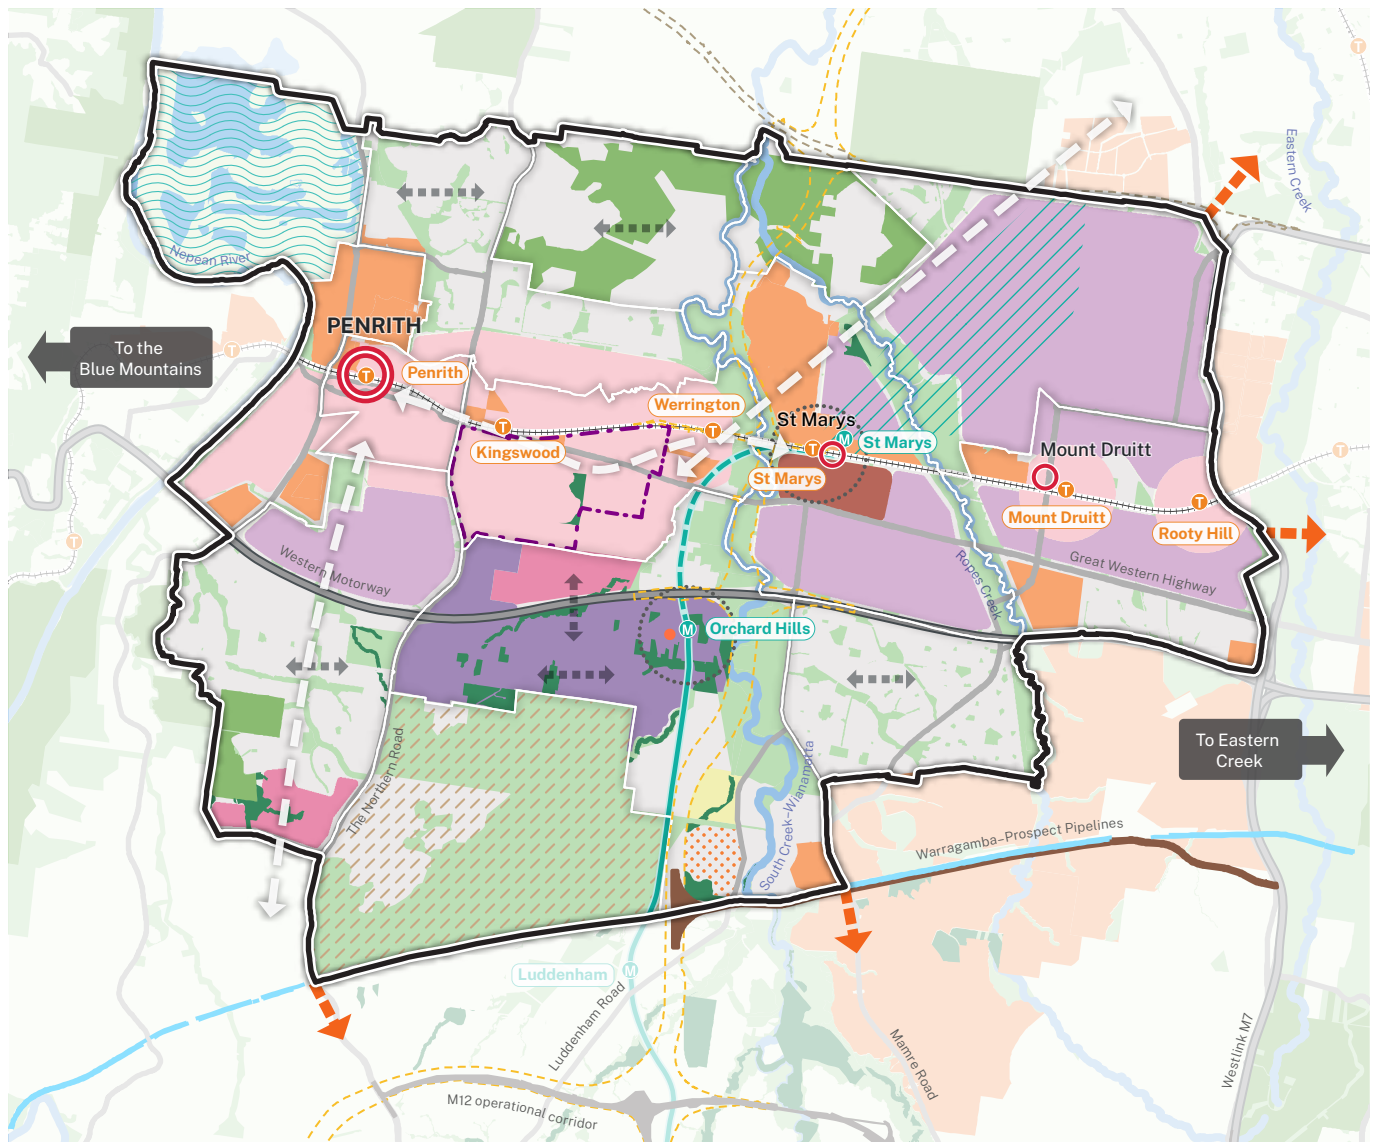 T
Eastern Creek
Nepean River
PENRITH
To the
Blue Mountains
T
T
Penrith
T
Werrington
T
T
Kingswood
St Marys
M
St Marys
T
St Marys
Mount Druitt
T
Mount Druitt
T
Rooty Hill
T
Western Motorway
Great Western Highway
Ropes Creek
M
Orchard Hills
The Northern Road
South Creek–Wianamatta
To Eastern
Creek
Warragamba–Prospect Pipelines
Luddenham
M
Luddenham Road
Mamre Road
Westlink M7
M12 operational corridor